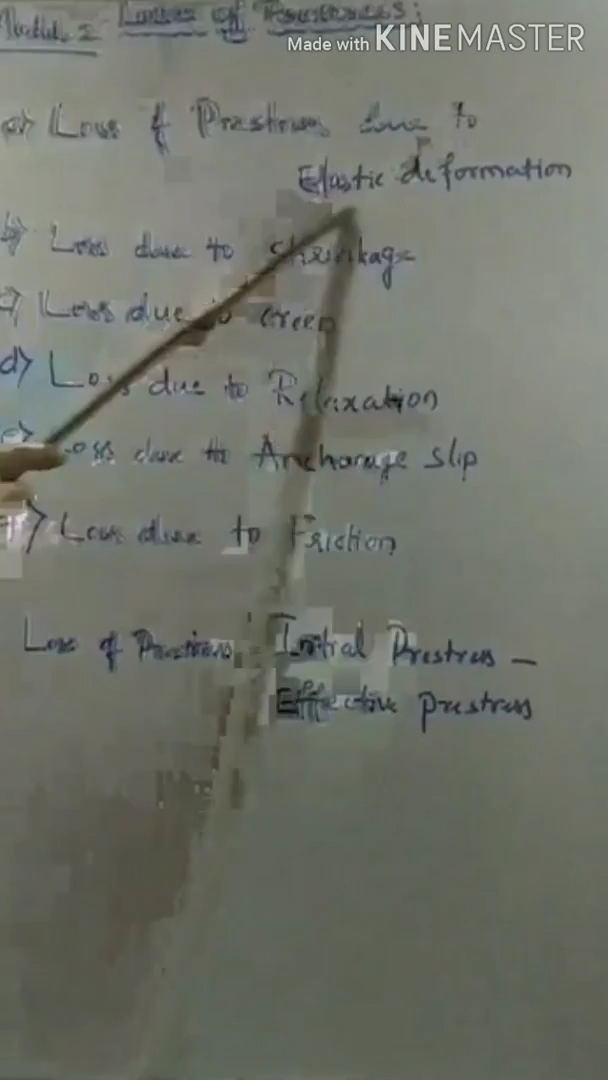 Made with KINEMASTER
Module 2 Losses of Prestress:
a) Loss of Prestress due to
Elastic deformation
b) Loss due to shrinkage
c) Loss due to creep
d) Loss due to Relaxation
e) Loss due to Anchorage slip
f) Loss due to Friction
Loss of Prestress = Initial Prestress –
Effective prestress